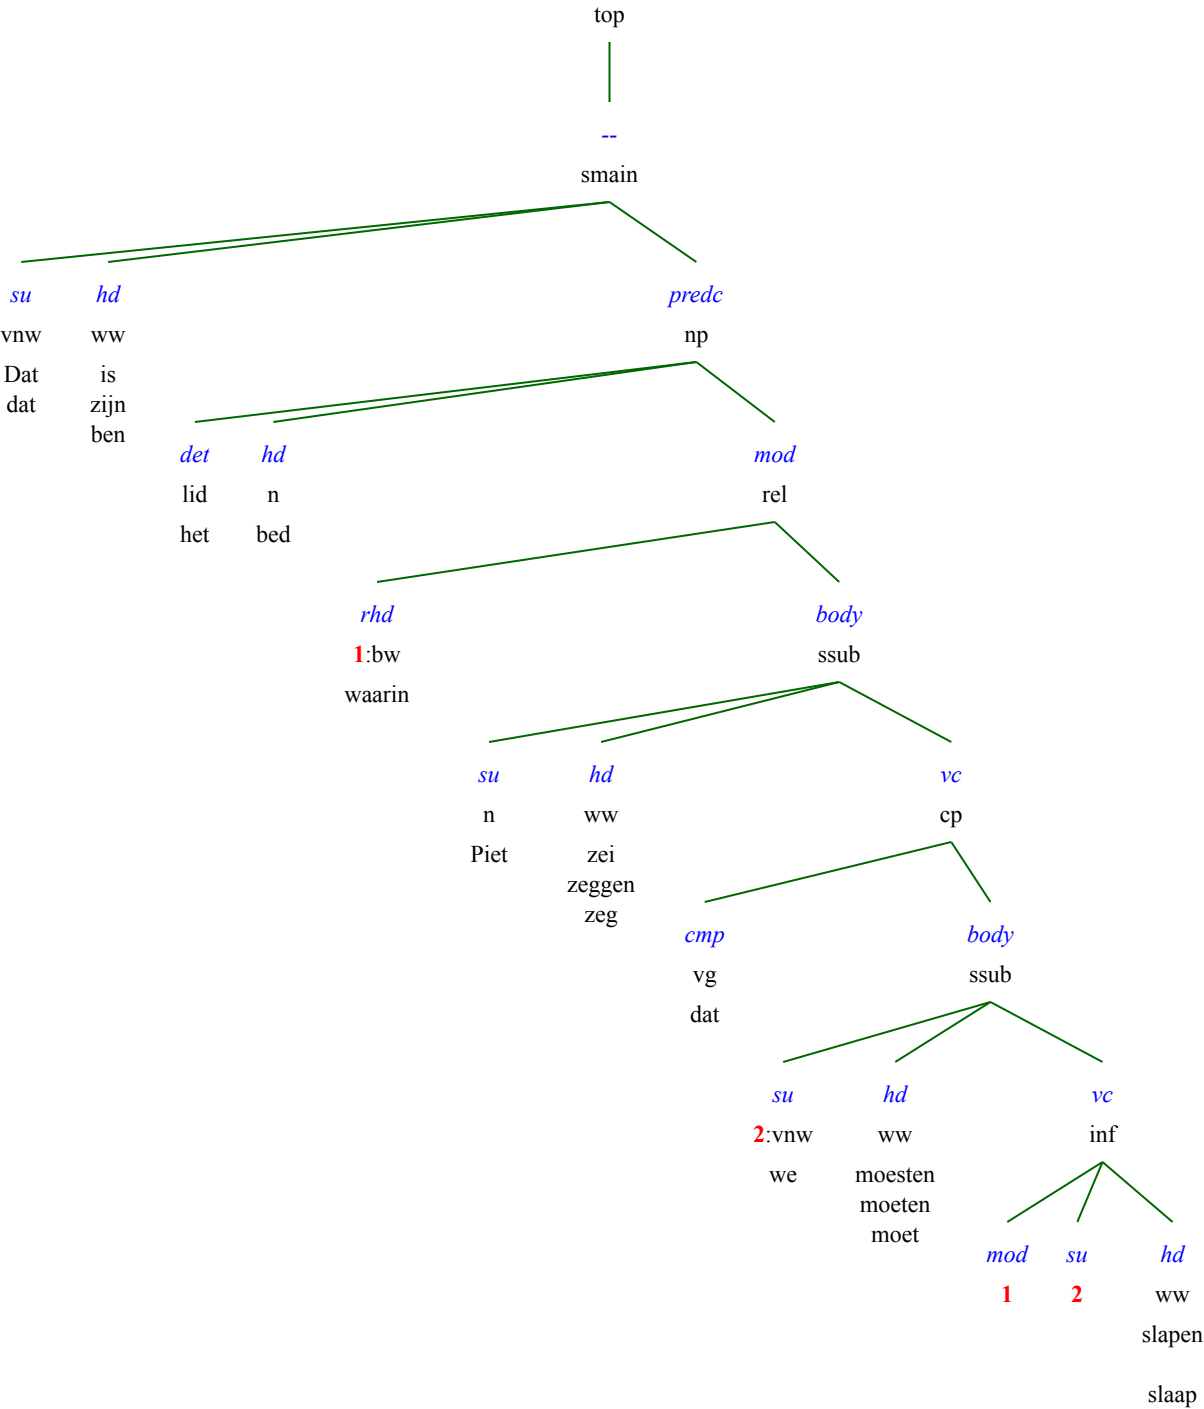 top
--
smain
su hd predc
vnw ww np
Dat is
dat zijn
ben
det hd mod
lid n rel
het bed
rhd body
1:bw ssub
waarin
su hd vc
n ww cp
Piet zei
zeggen
zeg
cmp body
vg ssub
dat
su hd vc
2:vnw ww inf
we moesten
moeten
moet
mod su hd
1 2 ww
slapen
slaap